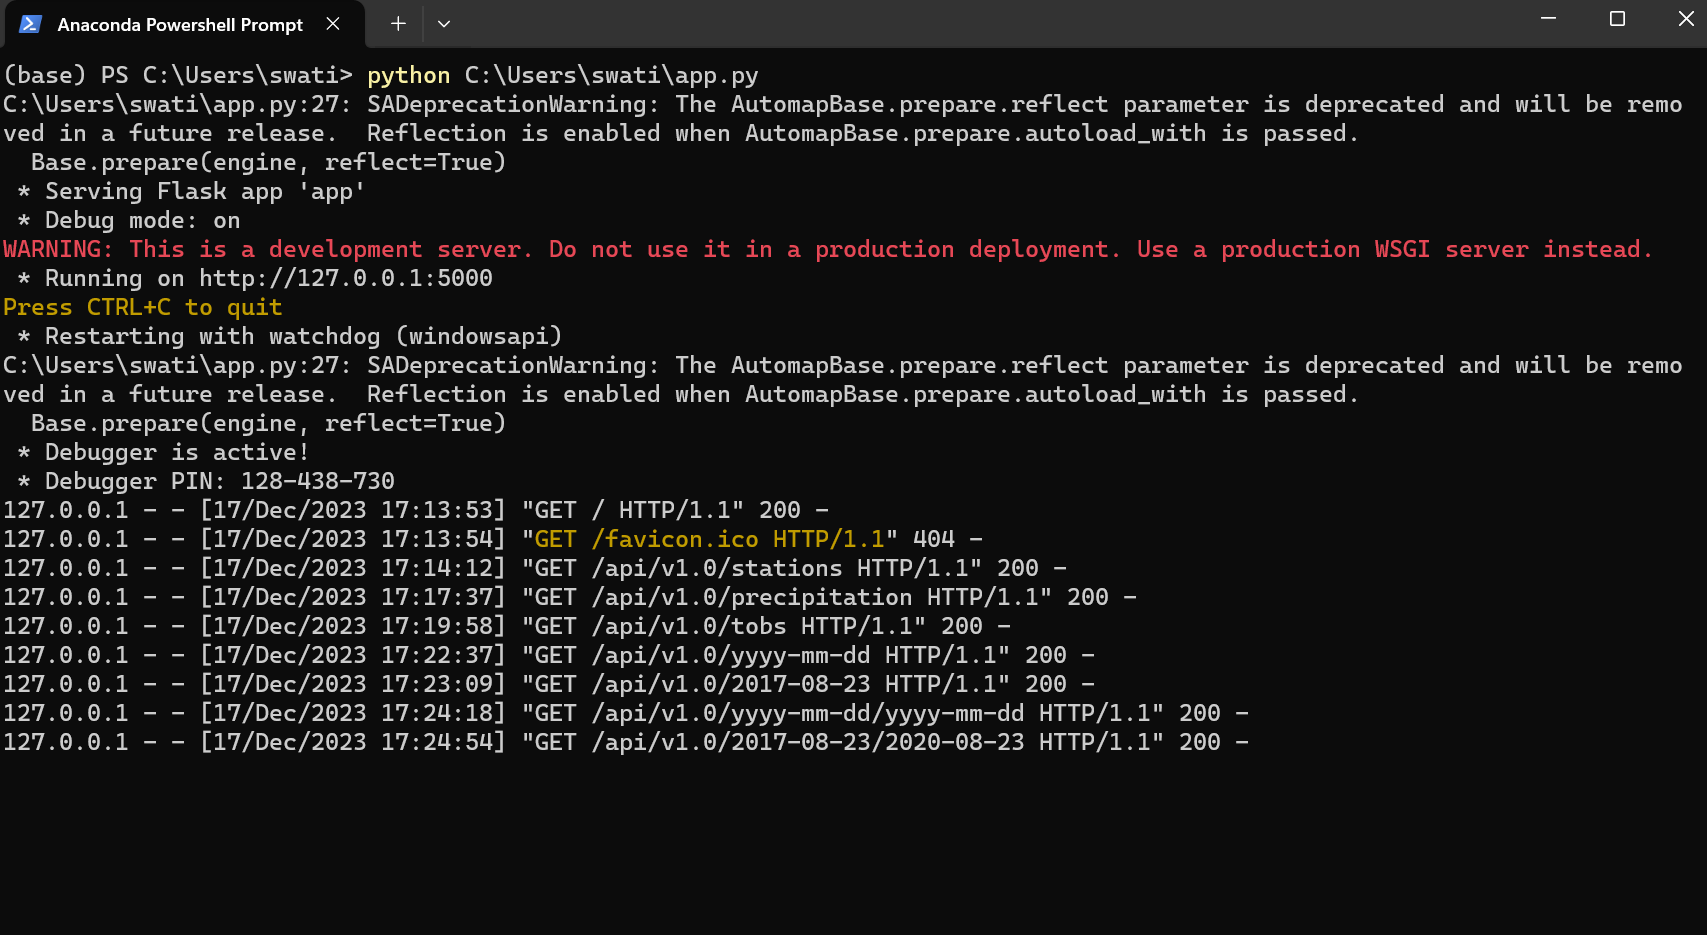 Anaconda Powershell Prompt
(base) PS C:\Users\swati> python C:\Users\swati\app.py
C:\Users\swati\app.py:27: SADeprecationWarning: The AutomapBase.prepare.reflect parameter is deprecated and will be remo
ved in a future release.  Reflection is enabled when AutomapBase.prepare.autoload_with is passed.
  Base.prepare(engine, reflect=True)
 * Serving Flask app 'app'
 * Debug mode: on
WARNING: This is a development server. Do not use it in a production deployment. Use a production WSGI server instead.
 * Running on http://127.0.0.1:5000
Press CTRL+C to quit
 * Restarting with watchdog (windowsapi)
C:\Users\swati\app.py:27: SADeprecationWarning: The AutomapBase.prepare.reflect parameter is deprecated and will be remo
ved in a future release.  Reflection is enabled when AutomapBase.prepare.autoload_with is passed.
  Base.prepare(engine, reflect=True)
 * Debugger is active!
 * Debugger PIN: 128-438-730
127.0.0.1 - - [17/Dec/2023 17:13:53] "GET / HTTP/1.1" 200 -
127.0.0.1 - - [17/Dec/2023 17:13:54] "GET /favicon.ico HTTP/1.1" 404 -
127.0.0.1 - - [17/Dec/2023 17:14:12] "GET /api/v1.0/stations HTTP/1.1" 200 -
127.0.0.1 - - [17/Dec/2023 17:17:37] "GET /api/v1.0/precipitation HTTP/1.1" 200 -
127.0.0.1 - - [17/Dec/2023 17:19:58] "GET /api/v1.0/tobs HTTP/1.1" 200 -
127.0.0.1 - - [17/Dec/2023 17:22:37] "GET /api/v1.0/yyyy-mm-dd HTTP/1.1" 200 -
127.0.0.1 - - [17/Dec/2023 17:23:09] "GET /api/v1.0/2017-08-23 HTTP/1.1" 200 -
127.0.0.1 - - [17/Dec/2023 17:24:18] "GET /api/v1.0/yyyy-mm-dd/yyyy-mm-dd HTTP/1.1" 200 -
127.0.0.1 - - [17/Dec/2023 17:24:54] "GET /api/v1.0/2017-08-23/2020-08-23 HTTP/1.1" 200 -